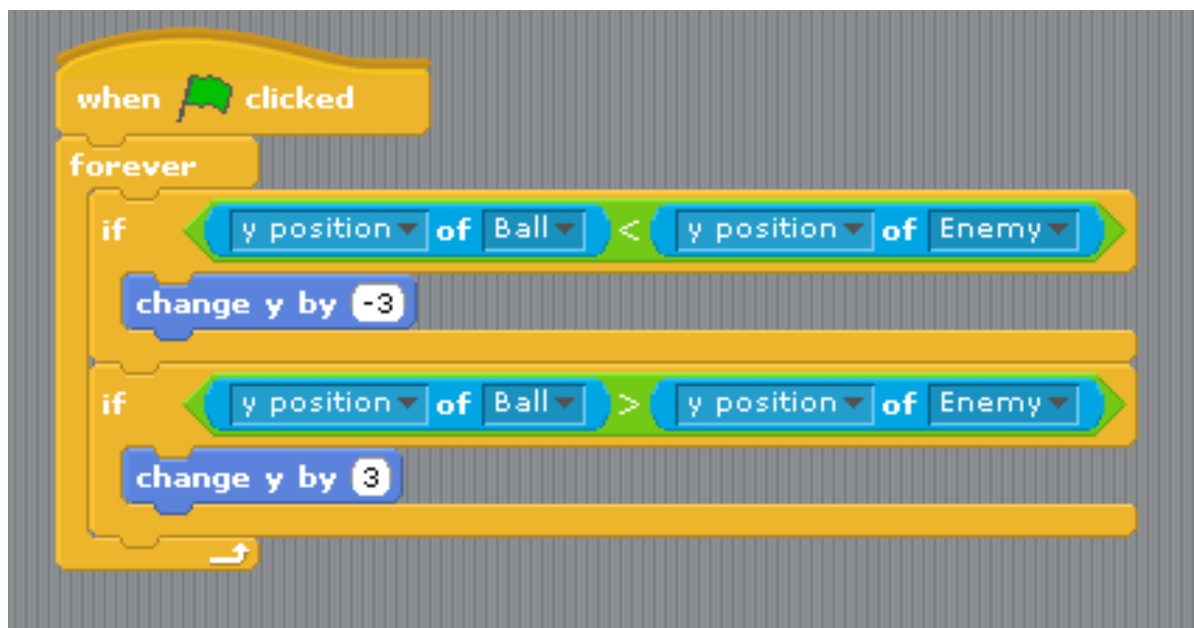 when clicked
forever
if y position of Ball < y position of Enemy
change y by -3
if y position of Ball > y position of Enemy
change y by 3